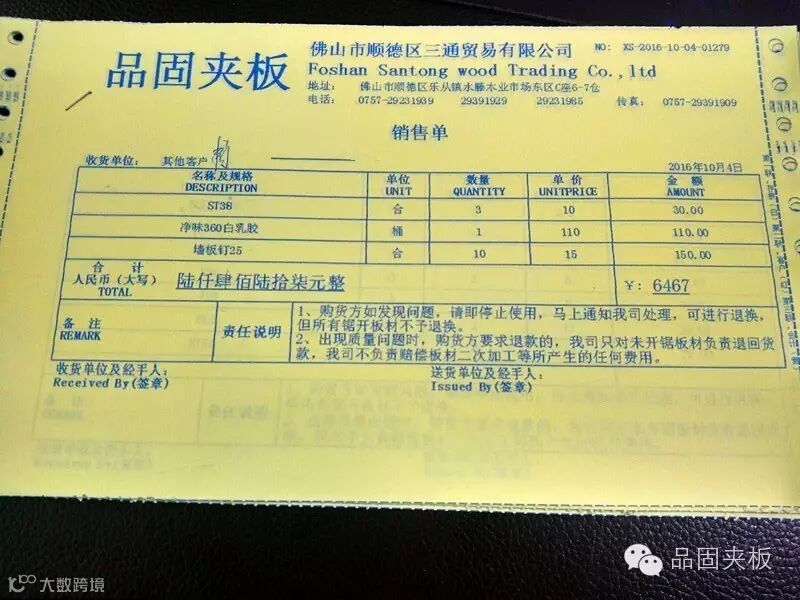 品固夹板
佛山市顺德区三通贸易有限公司 NO: XS-2016-10-04-01279
Foshan Santong wood Trading Co.,ltd
地址: 佛山市顺德区乐从镇水藤木业市场东区C座6-7仓
电话: 0757-29231939 29391929 29231985 传真: 0757-29391909
销售单
收货单位: 其他客户 2016年10月4日
名称及规格 单位 数量 单价 金额
DESCRIPTION UNIT QUANTITY UNITPRICE AMOUNT
ST38 台 3 10 30.00
净味360白乳胶 桶 1 110 110.00
墙板钉25 台 10 15 150.00
合计
人民币（大写） 陆仟肆佰陆拾柒元整 ￥: 6467
TOTAL
备注
REMARK
责任说明
1、购货方如发现问题，请即停止使用，马上通知我司处理，可进行退换，
但所有锯开板材不予退换。
2、出现质量问题时，购货方要求退款的，我司只对未开锯板材负责退回货
款，我司不负责赔偿板材二次加工等所产生的任何费用。
收货单位及经手人: 送货单位及经手人:
Received By(签章) Issued By(签章)
品固夹板
大数跨境